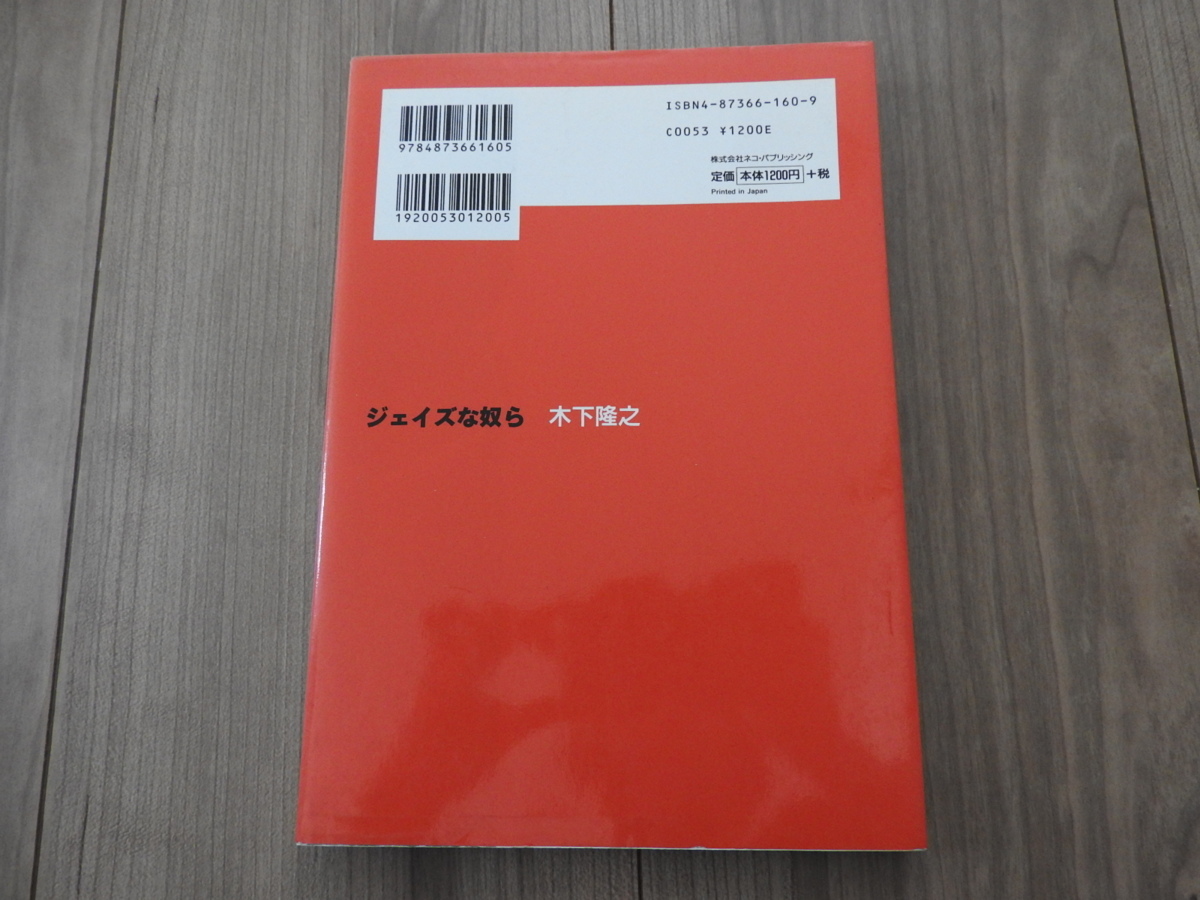 9784873661605
1920053012005
ISBN4-87366-160-9
C0053 ¥1200E
株式会社ネコ・パブリッシング
定価 本体1200円 +税
Printed in Japan
ジェイズな奴ら 木下隆之